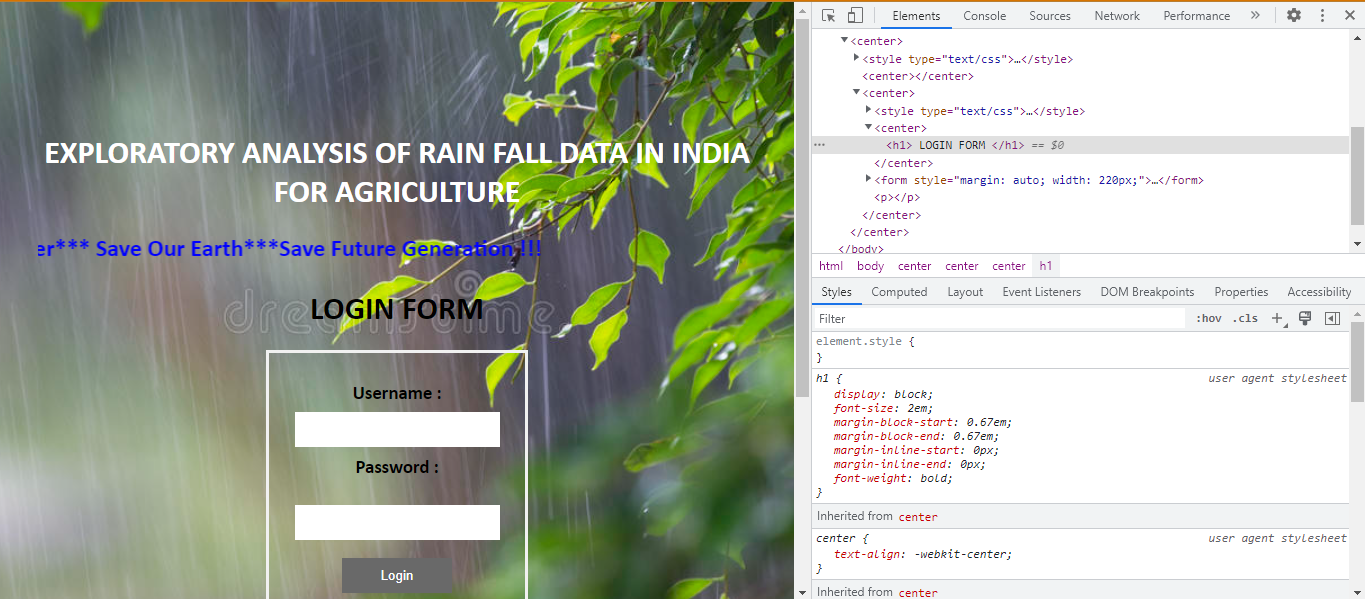 EXPLORATORY ANALYSIS OF RAIN FALL DATA IN INDIA
FOR AGRICULTURE
er*** Save Our Earth***Save Future Generation !!!
dreamstime
LOGIN FORM
Username :
Password :
Login
Elements Console Sources Network Performance »
<center>
<style type="text/css">…</style>
<center></center>
<center>
<style type="text/css">…</style>
<center>
<h1> LOGIN FORM </h1> == $0
</center>
<form style="margin: auto; width: 220px;">…</form>
<p></p>
</center>
</center>
</body>
html body center center center h1
Styles Computed Layout Event Listeners DOM Breakpoints Properties Accessibility
Filter :hov .cls
element.style {
}
h1 { user agent stylesheet
display: block;
font-size: 2em;
margin-block-start: 0.67em;
margin-block-end: 0.67em;
margin-inline-start: 0px;
margin-inline-end: 0px;
font-weight: bold;
}
Inherited from center
center { user agent stylesheet
text-align: -webkit-center;
}
Inherited from center